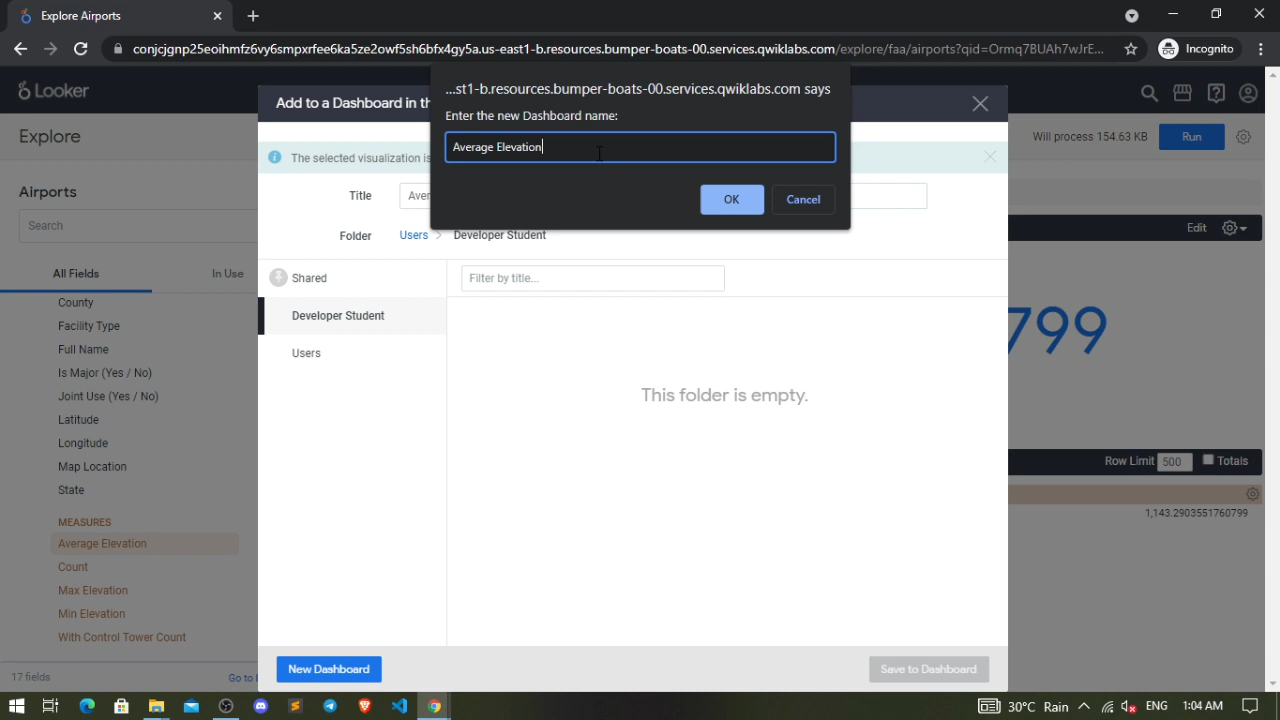 Explore Airports
conjcjgnp25eoihmfz6vy6smpxrfee6ka5ze2owf5sh6bfx4gy5a.us-east1-b.resources.bumper-boats-00.services.qwiklabs.com/explore/faa/airports?qid=Ormq7BUAh7wJrE...
Incognito
...st1-b.resources.bumper-boats-00.services.qwiklabs.com says
Enter the new Dashboard name:
Average Elevation
OK
Cancel
Looker
Add to a Dashboard in th
Explore
Will process 154.63 KB
Run
The selected visualization is
Airports
Title
Aver
Search
Edit
Folder
Users >
Developer Student
All Fields
In Use
Shared
Filter by title...
County
Developer Student
Facility Type
799
Full Name
Users
Is Major (Yes / No)
Joint Use (Yes / No)
This folder is empty.
Latitude
Longitude
Map Location
Row Limit 500
Totals
State
1,143.2903551760799
MEASURES
Average Elevation
Count
Max Elevation
Min Elevation
With Control Tower Count
17 fields
Go to
New Dashboard
Save to Dashboard
30°C Rain
ENG
1:04 AM